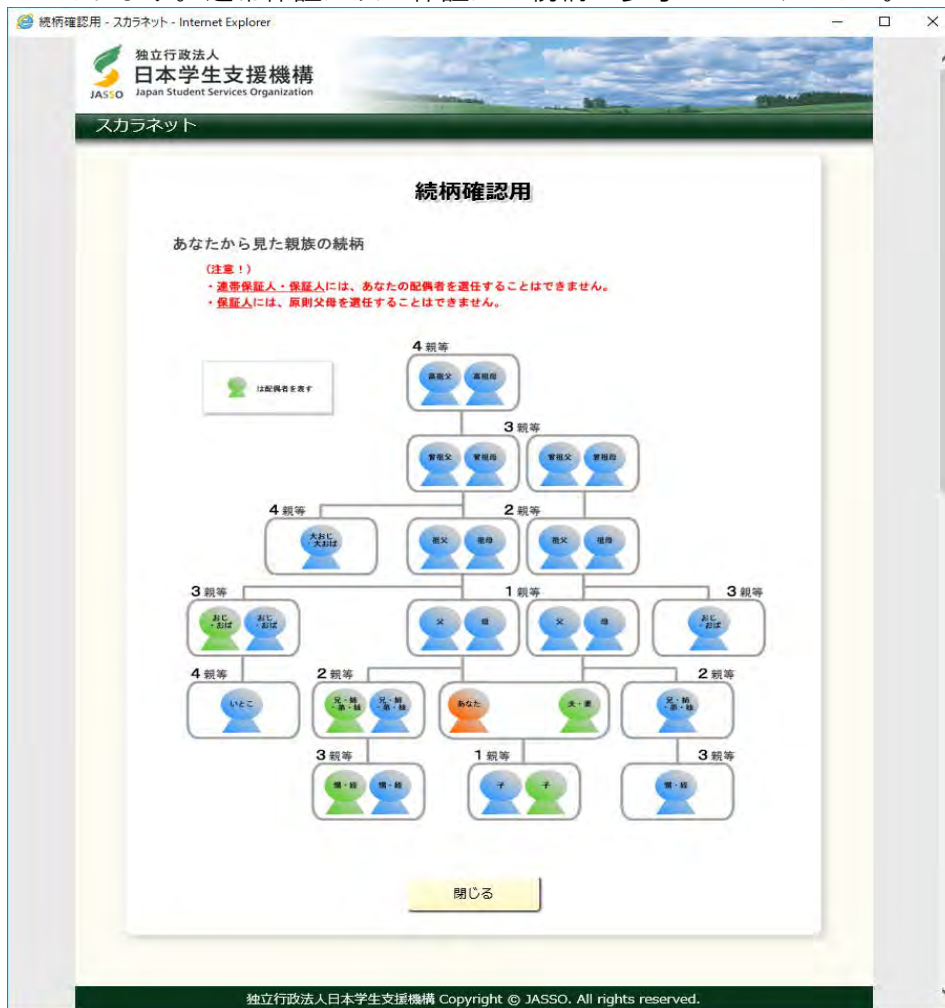 続柄確認用 - スカラネット - Internet Explorer
独立行政法人
日本学生支援機構
Japan Student Services Organization
JASSO
スカラネット
続柄確認用
あなたから見た親族の続柄
(注意！)
・連帯保証人・保証人には、あなたの配偶者を選任することはできません。
・保証人には、原則父母を選任することはできません。
は配偶者を表す
4 親等
高祖父 高祖母
3 親等
曾祖父 曾祖母 曾祖父 曾祖母
4 親等 2 親等
大おじ・大おば 祖父 祖母 祖父 祖母
3 親等 1 親等 3 親等
おじ・おば おじ・おば 父 母 父 母 おじ・おば
4 親等 2 親等 2 親等
いとこ 兄・姉・弟・妹 兄・姉・弟・妹 あなた 夫・妻 兄・姉・弟・妹
3 親等 1 親等 3 親等
甥・姪 甥・姪 子 子 甥・姪
閉じる
独立行政法人日本学生支援機構 Copyright © JASSO. All rights reserved.